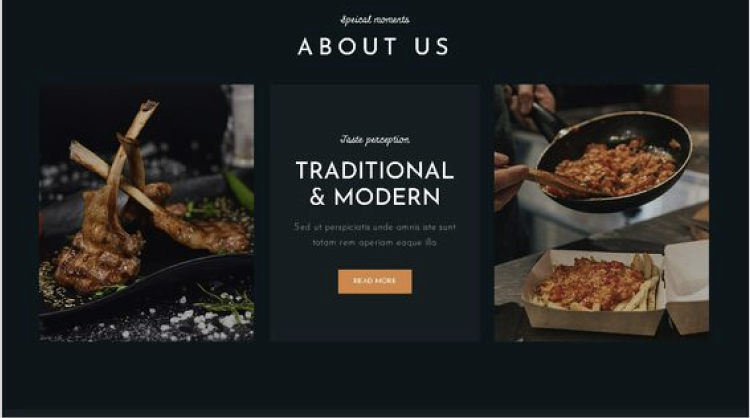 Speical moments
ABOUT US
Taste perception
TRADITIONAL
& MODERN
Sed ut perspiciatis unde omnis iste sunt
totam rem aperiam eaque illo
READ MORE